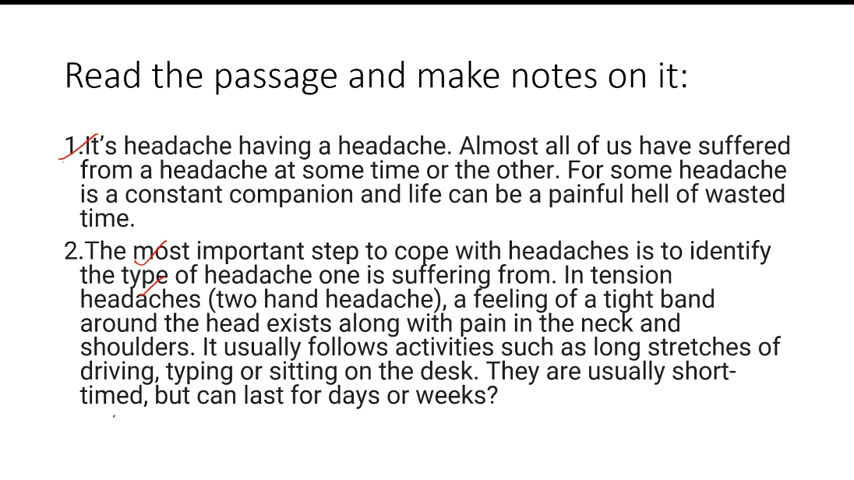 Read the passage and make notes on it:
1.It's headache having a headache. Almost all of us have suffered
from a headache at some time or the other. For some headache
is a constant companion and life can be a painful hell of wasted
time.
2.The most important step to cope with headaches is to identify
the type of headache one is suffering from. In tension
headaches (two hand headache), a feeling of a tight band
around the head exists along with pain in the neck and
shoulders. It usually follows activities such as long stretches of
driving, typing or sitting on the desk. They are usually short-
timed, but can last for days or weeks?